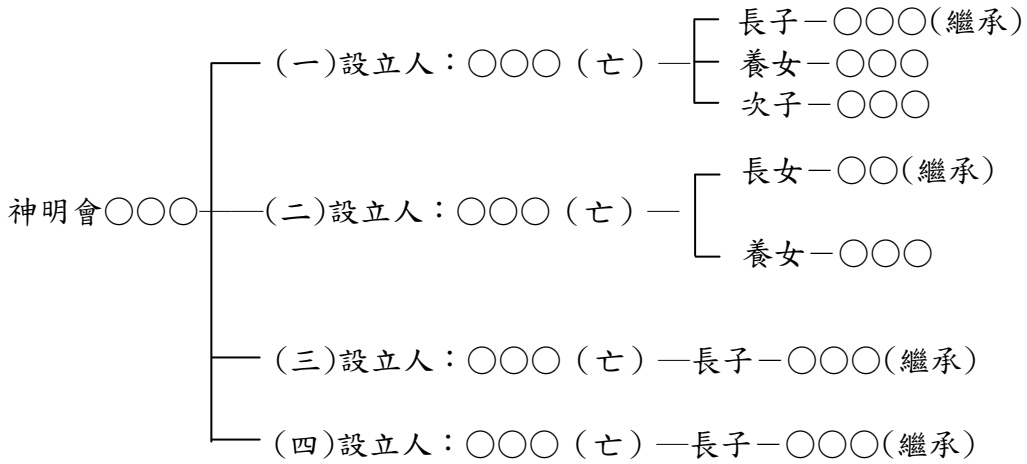 長子－○○○(繼承)
(一)設立人：○○○（亡）
養女－○○○
次子－○○○
長女－○○(繼承)
神明會○○○
(二)設立人：○○○（亡）
養女－○○○
(三)設立人：○○○（亡）—長子－○○○(繼承)
(四)設立人：○○○（亡）—長子－○○○(繼承)